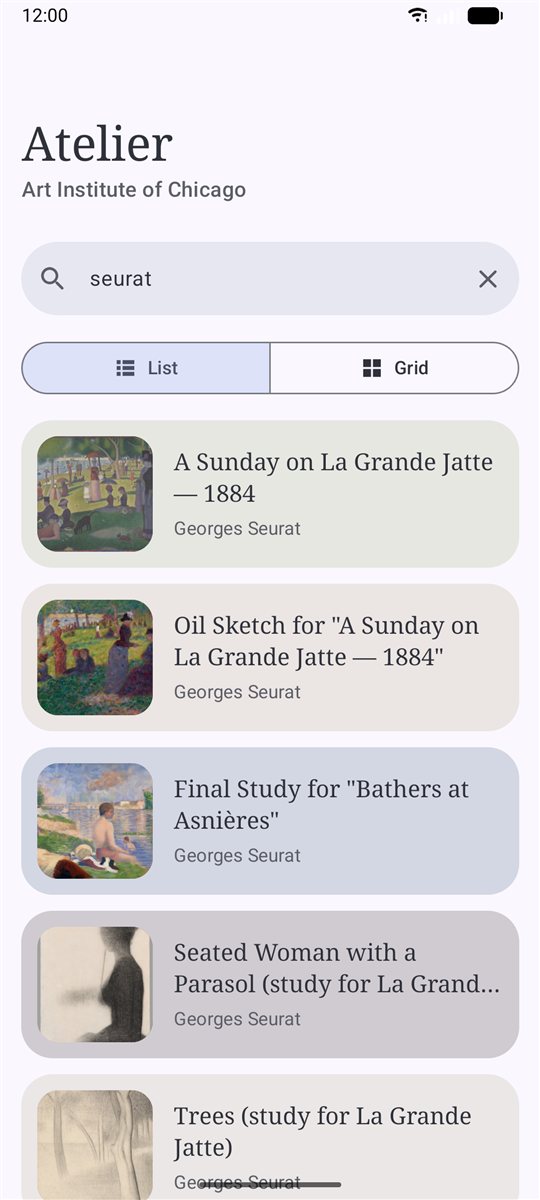 12:00
Atelier
Art Institute of Chicago
seurat
List
Grid
A Sunday on La Grande Jatte
— 1884
Georges Seurat
Oil Sketch for "A Sunday on
La Grande Jatte — 1884"
Georges Seurat
Final Study for "Bathers at
Asnières"
Georges Seurat
Seated Woman with a
Parasol (study for La Grand...
Georges Seurat
Trees (study for La Grande
Jatte)
Georges Seurat